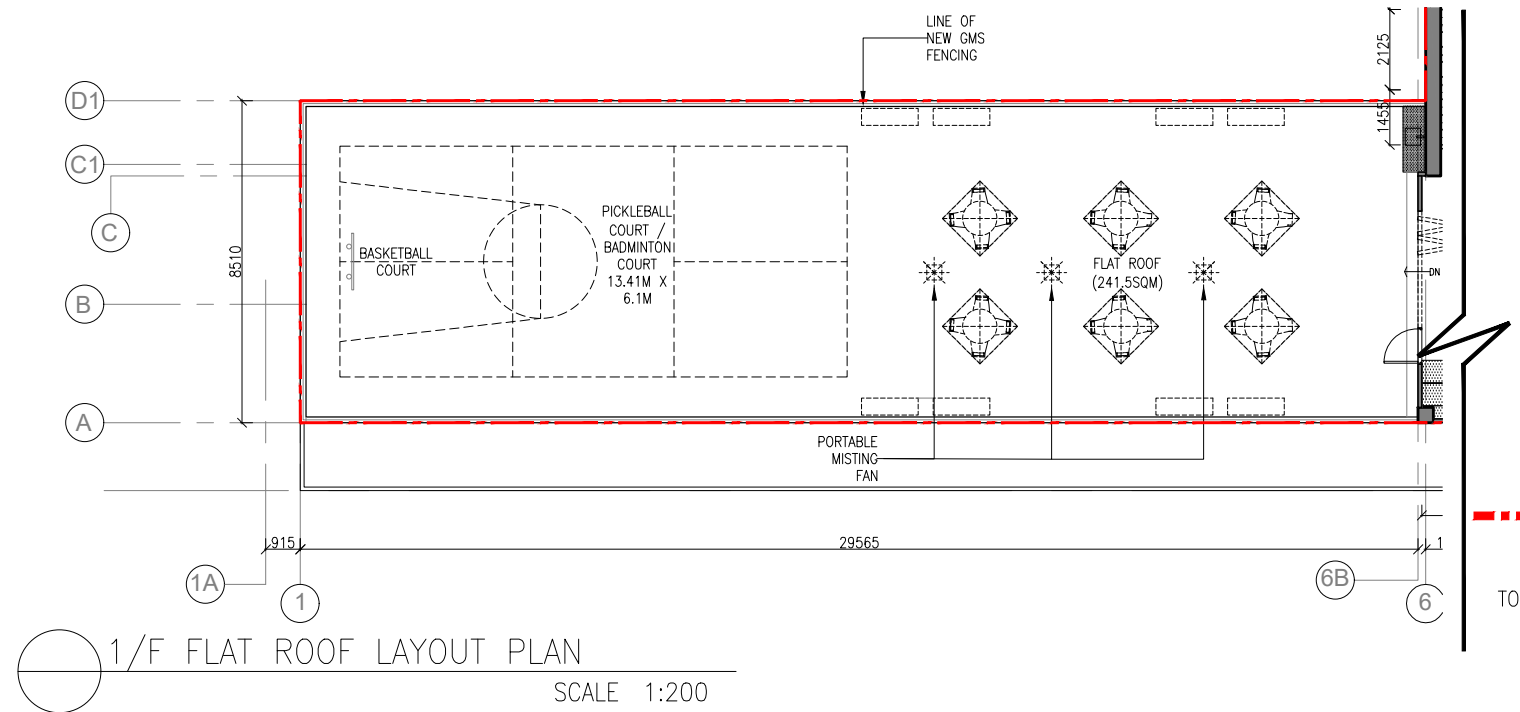 LINE OF
NEW GMS
FENCING
2125
1455
D1
C1
C
B
A
8510
BASKETBALL
COURT
PICKLEBALL
COURT /
BADMINTON
COURT
13.41M X
6.1M
FLAT ROOF
(241.5SQM)
DN
PORTABLE
MISTING
FAN
915
29565
1
1A
1
6B
6
TO
1/F FLAT ROOF LAYOUT PLAN
SCALE 1:200